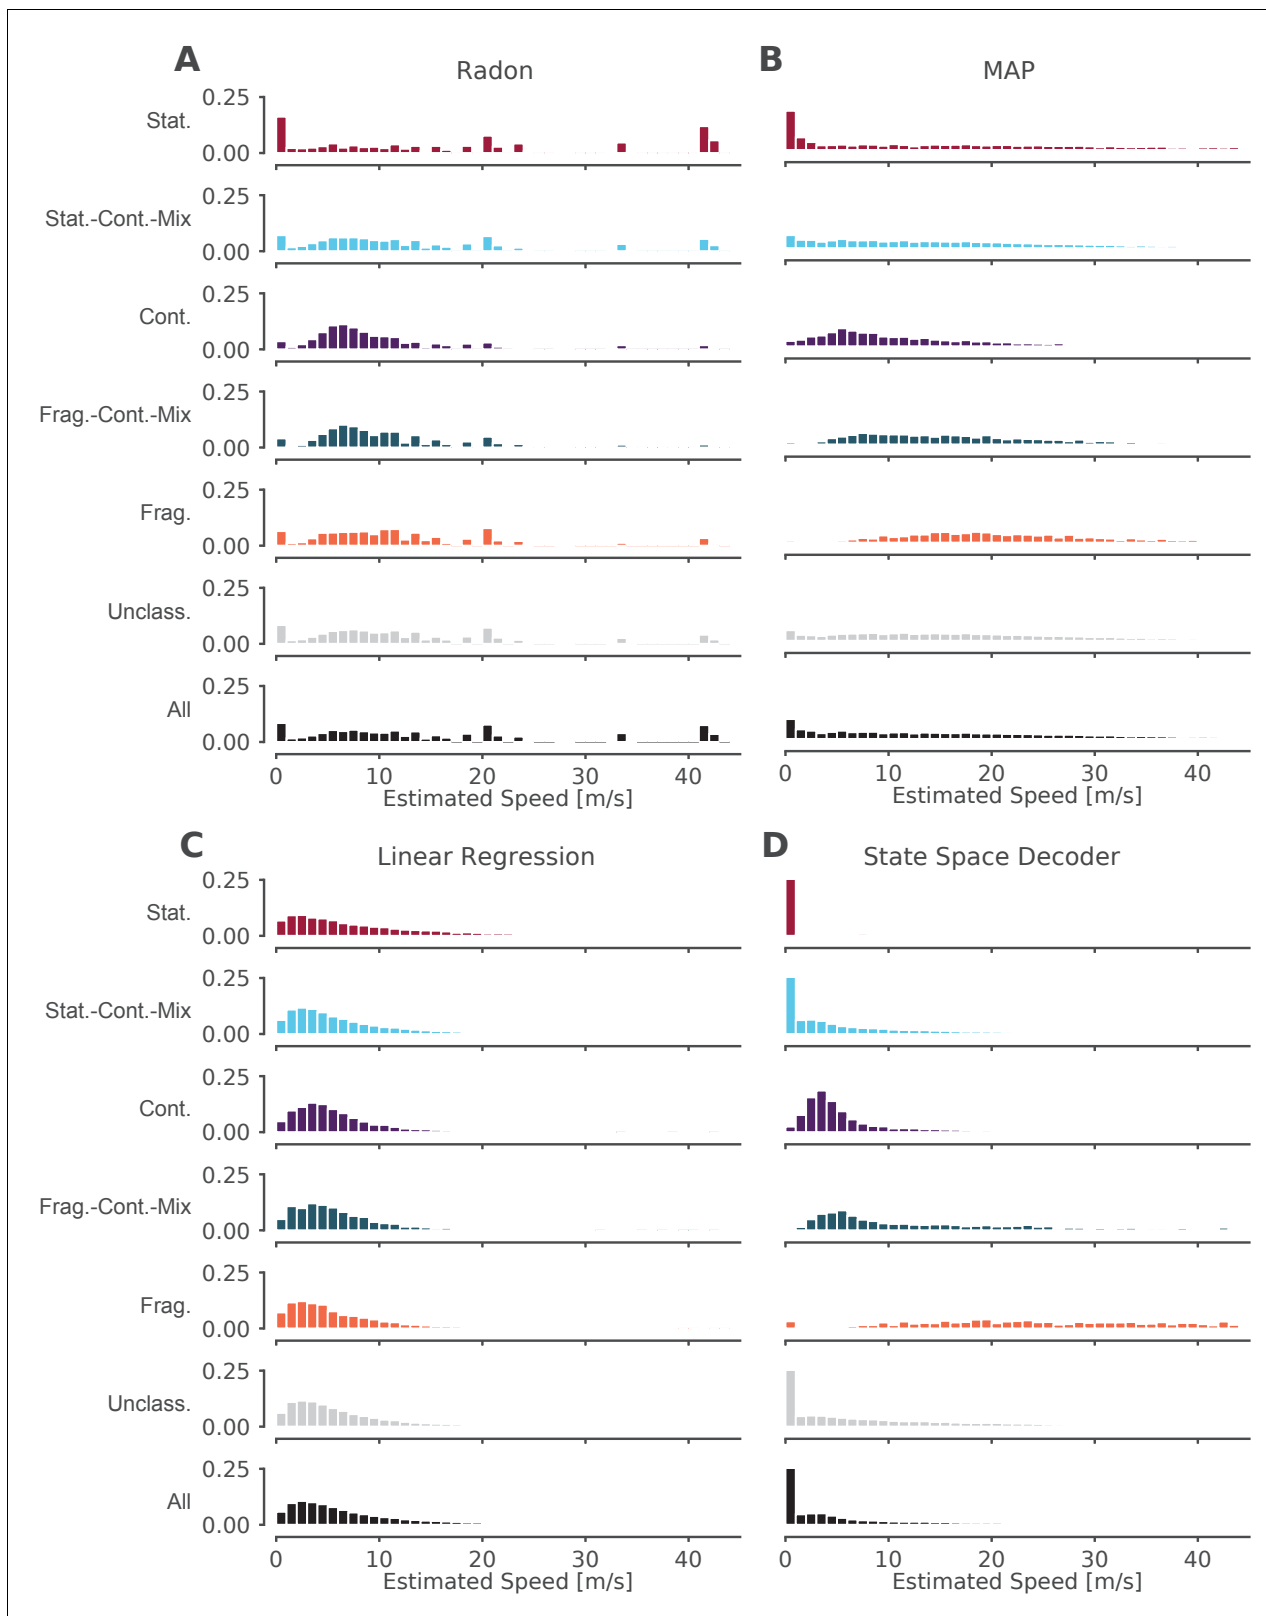 A
Radon
B
MAP
Stat.
0.25
0.00
Stat.-Cont.-Mix
0.25
0.00
Cont.
0.25
0.00
Frag.-Cont.-Mix
0.25
0.00
Frag.
0.25
0.00
Unclass.
0.25
0.00
All
0.25
0.00
0 10 20 30 40
Estimated Speed [m/s]
0 10 20 30 40
Estimated Speed [m/s]
C
Linear Regression
D
State Space Decoder
Stat.
0.25
0.00
Stat.-Cont.-Mix
0.25
0.00
Cont.
0.25
0.00
Frag.-Cont.-Mix
0.25
0.00
Frag.
0.25
0.00
Unclass.
0.25
0.00
All
0.25
0.00
0 10 20 30 40
Estimated Speed [m/s]
0 10 20 30 40
Estimated Speed [m/s]